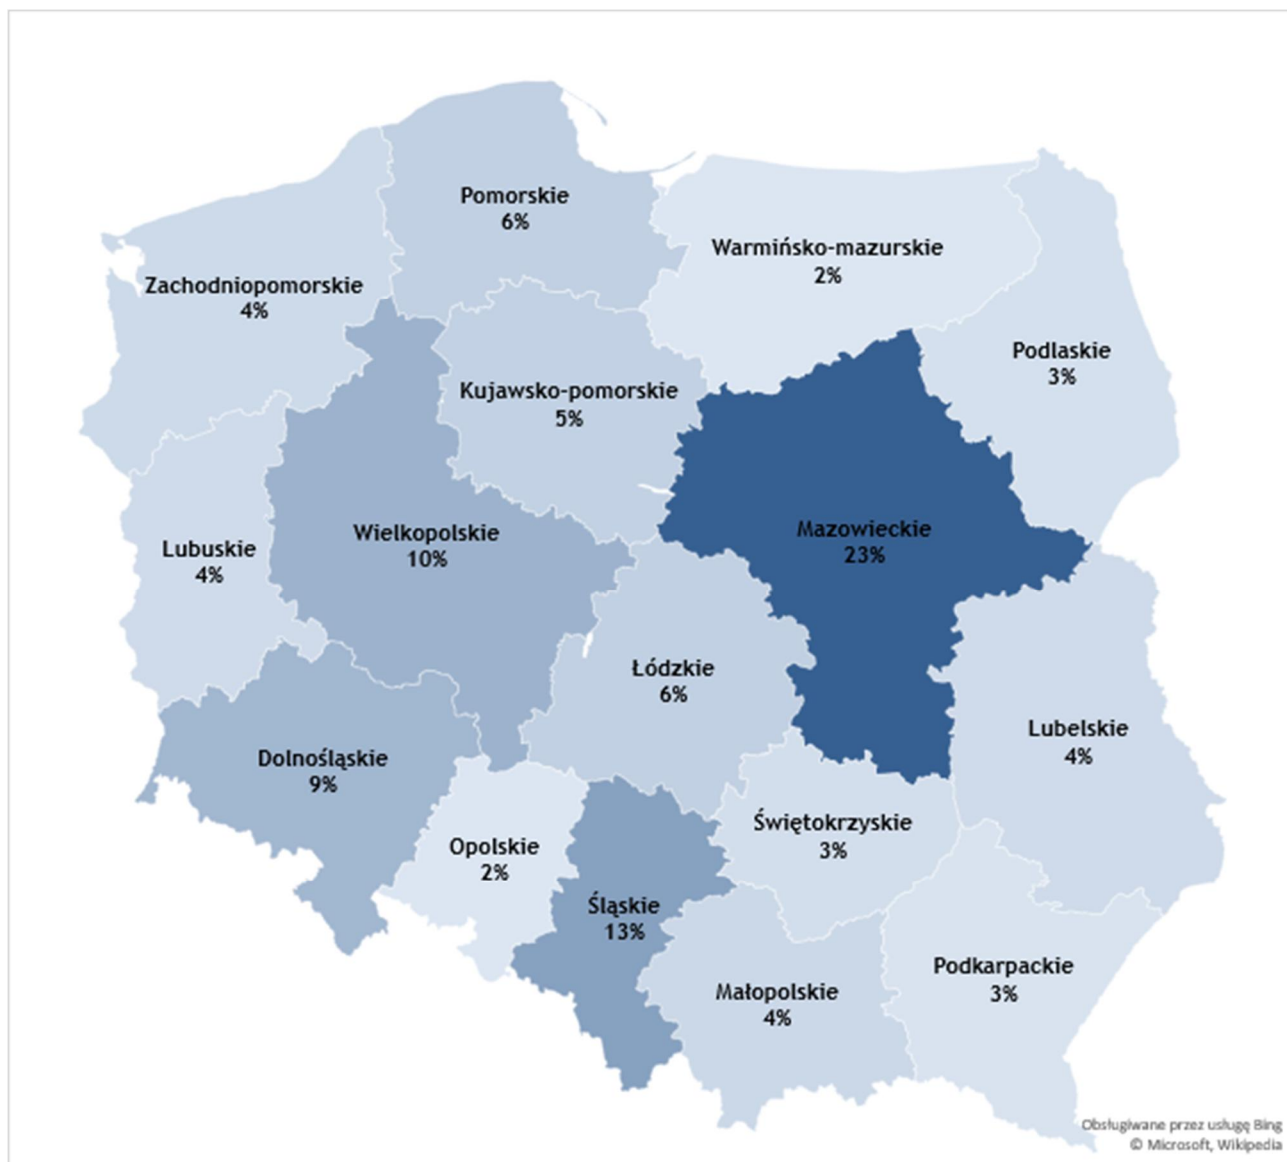 Pomorskie
6%
Warmińsko-mazurskie
2%
Zachodniopomorskie
4%
Podlaskie
3%
Kujawsko-pomorskie
5%
Mazowieckie
23%
Wielkopolskie
10%
Lubuskie
4%
Łódzkie
6%
Lubelskie
4%
Dolnośląskie
9%
Świętokrzyskie
3%
Opolskie
2%
Śląskie
13%
Podkarpackie
3%
Małopolskie
4%
Obsługiwane przez usługę Bing
© Microsoft, Wikipedia